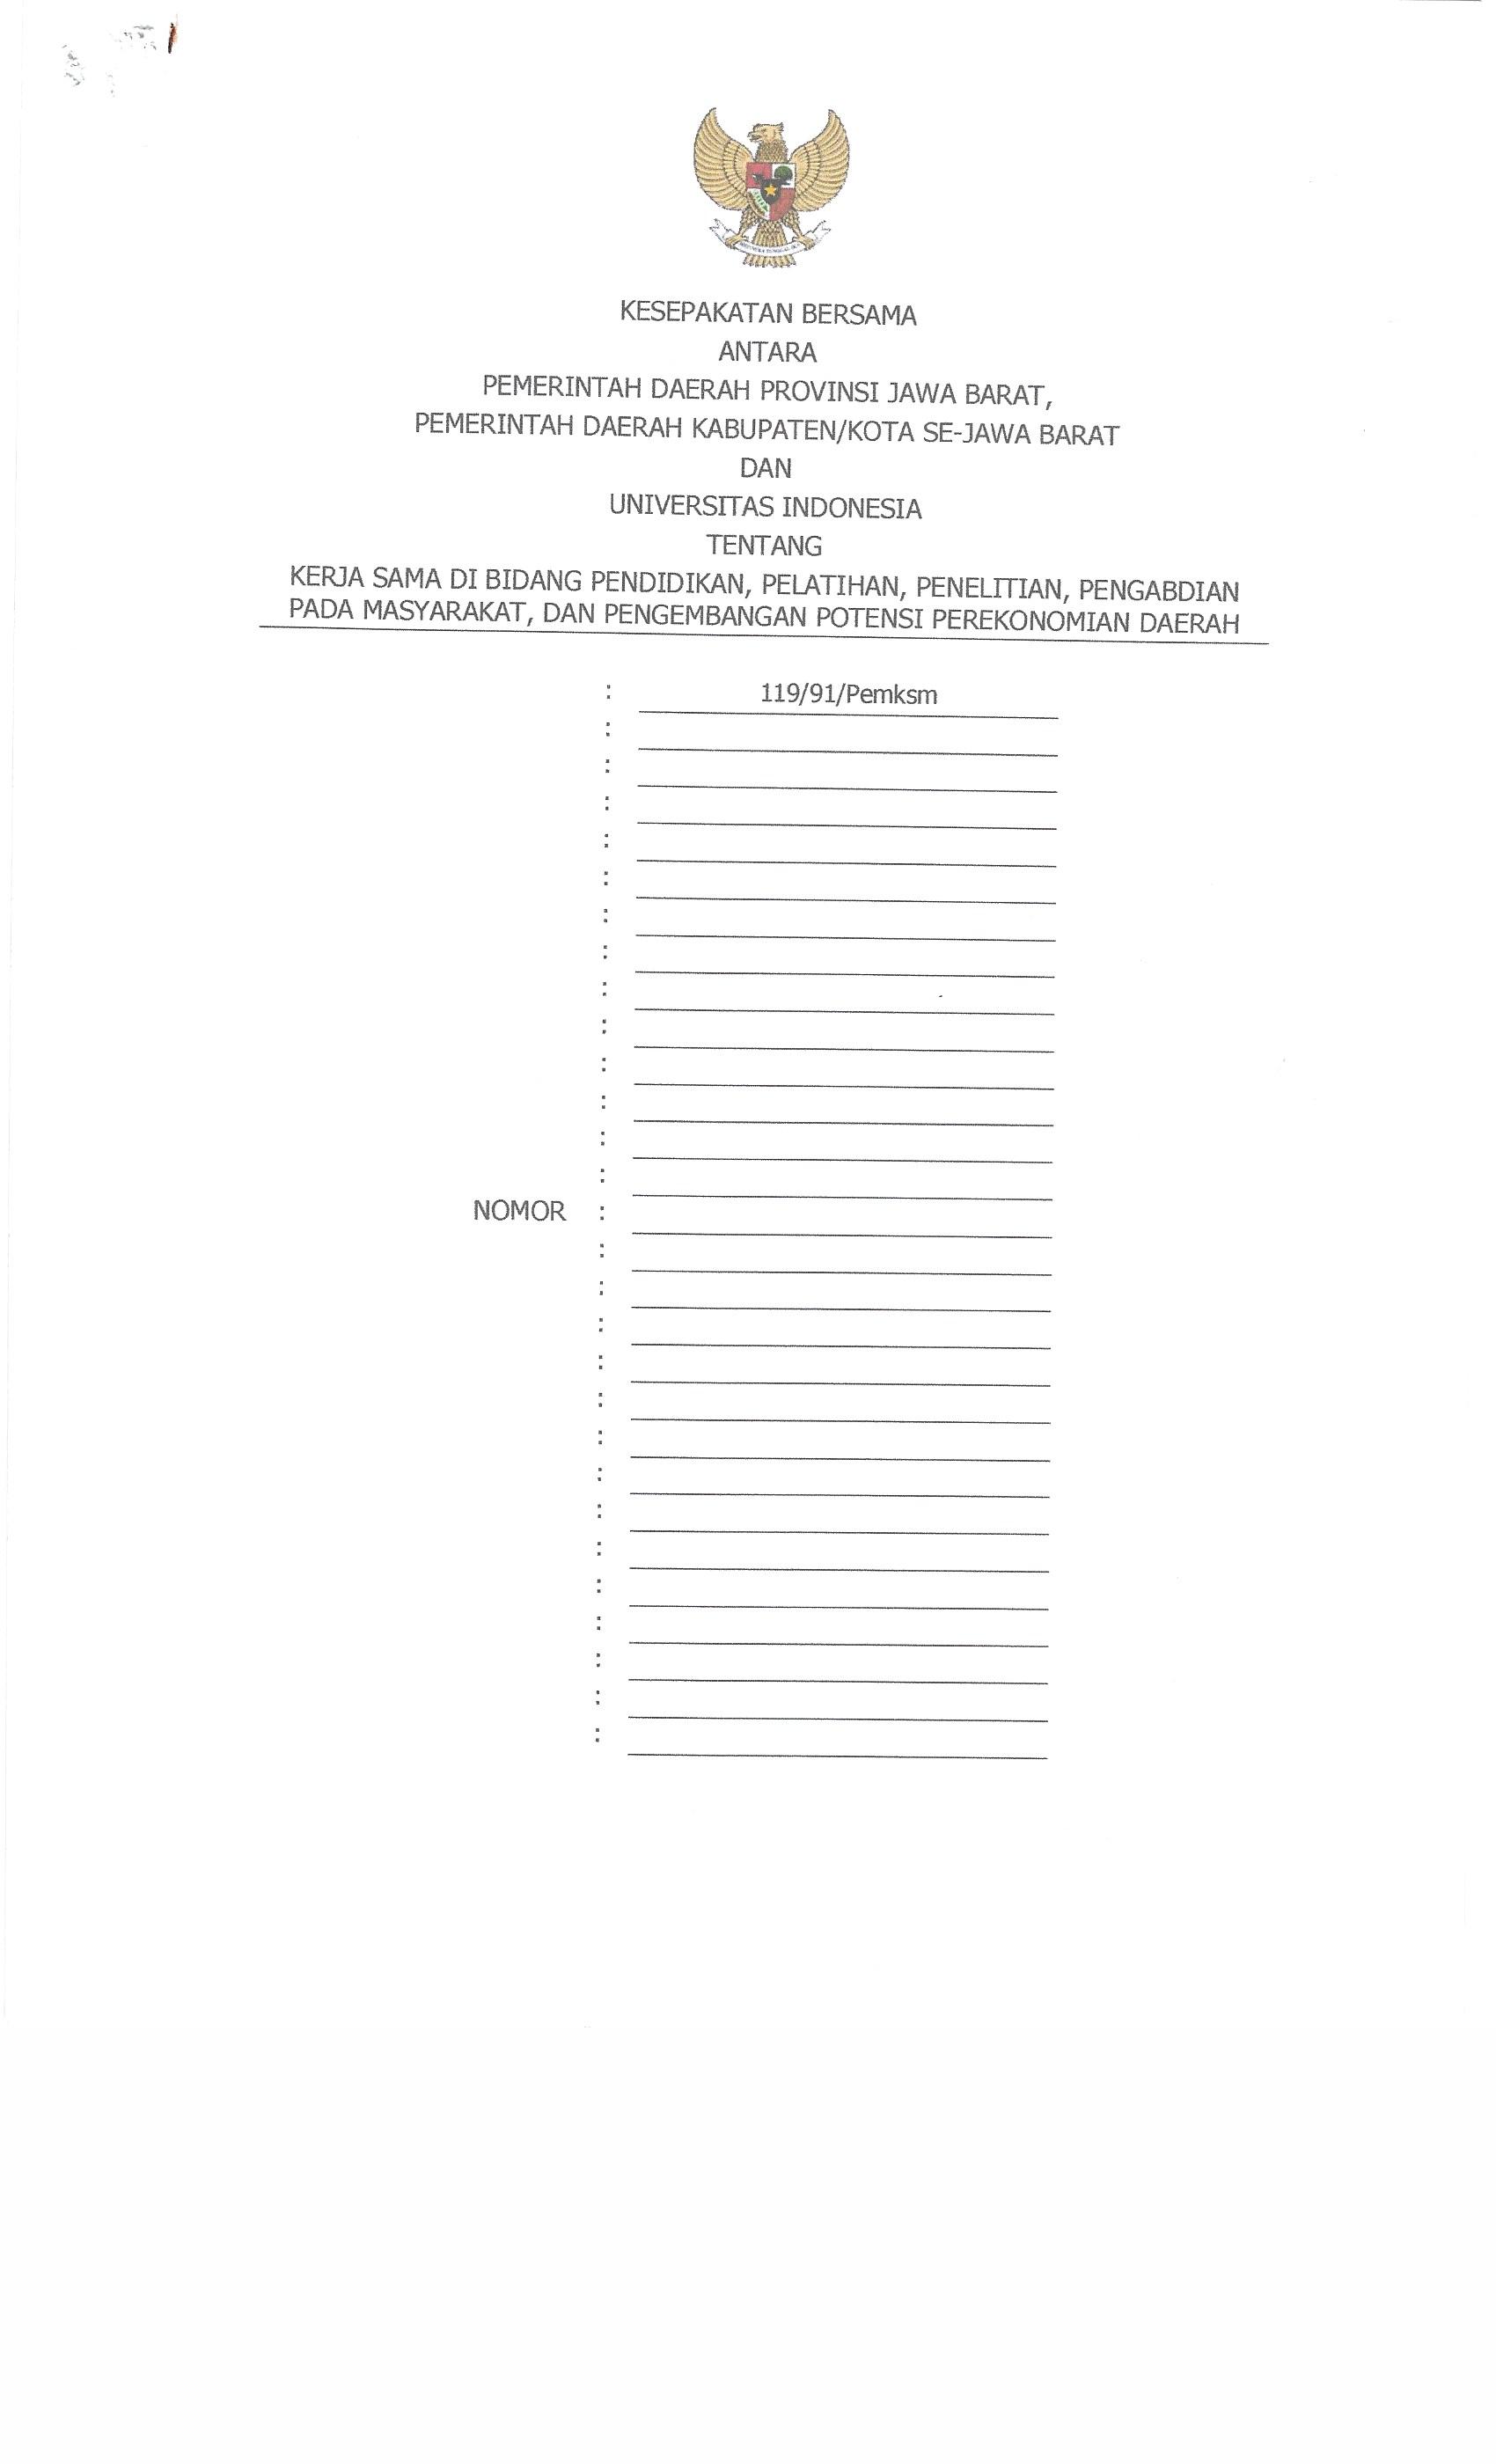 KESEPAKATAN BERSAMA
ANTARA
PEMERINTAH DAERAH PROVINSI JAWA BARAT,
PEMERINTAH DAERAH KABUPATEN/KOTA SE-JAWA BARAT
DAN
UNIVERSITAS INDONESIA
TENTANG
KERJA SAMA DI BIDANG PENDIDIKAN, PELATIHAN, PENELITIAN, PENGABDIAN
PADA MASYARAKAT, DAN PENGEMBANGAN POTENSI PEREKONOMIAN DAERAH
: 119/91/Pemksm
:
:
:
:
:
:
:
:
:
:
:
:
:
NOMOR :
:
:
:
:
:
:
:
:
:
:
:
:
:
: